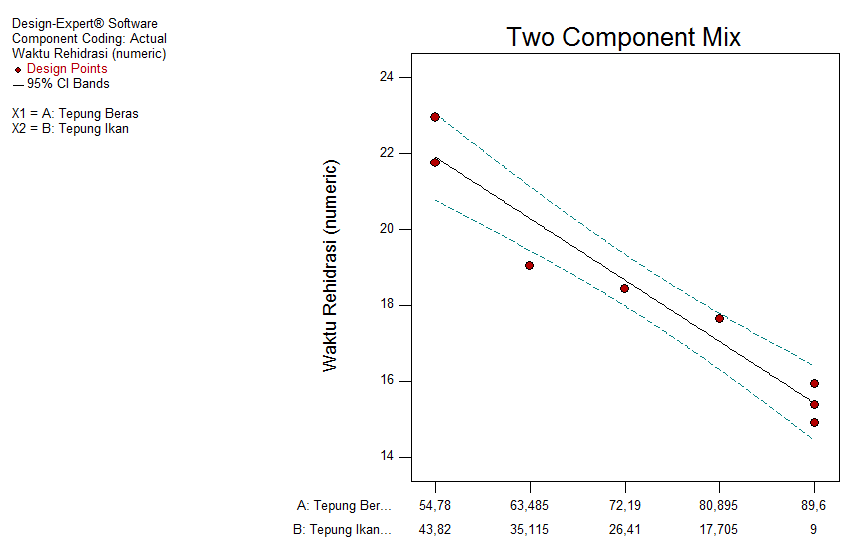 Design-Expert® Software
Component Coding: Actual
Waktu Rehidrasi (numeric)
Design Points
95% CI Bands
X1 = A: Tepung Beras
X2 = B: Tepung Ikan
Two Component Mix
Waktu Rehidrasi (numeric)
24
22
20
18
16
14
A: Tepung Ber... 54,78 63,485 72,19 80,895 89,6
B: Tepung Ikan... 43,82 35,115 26,41 17,705 9